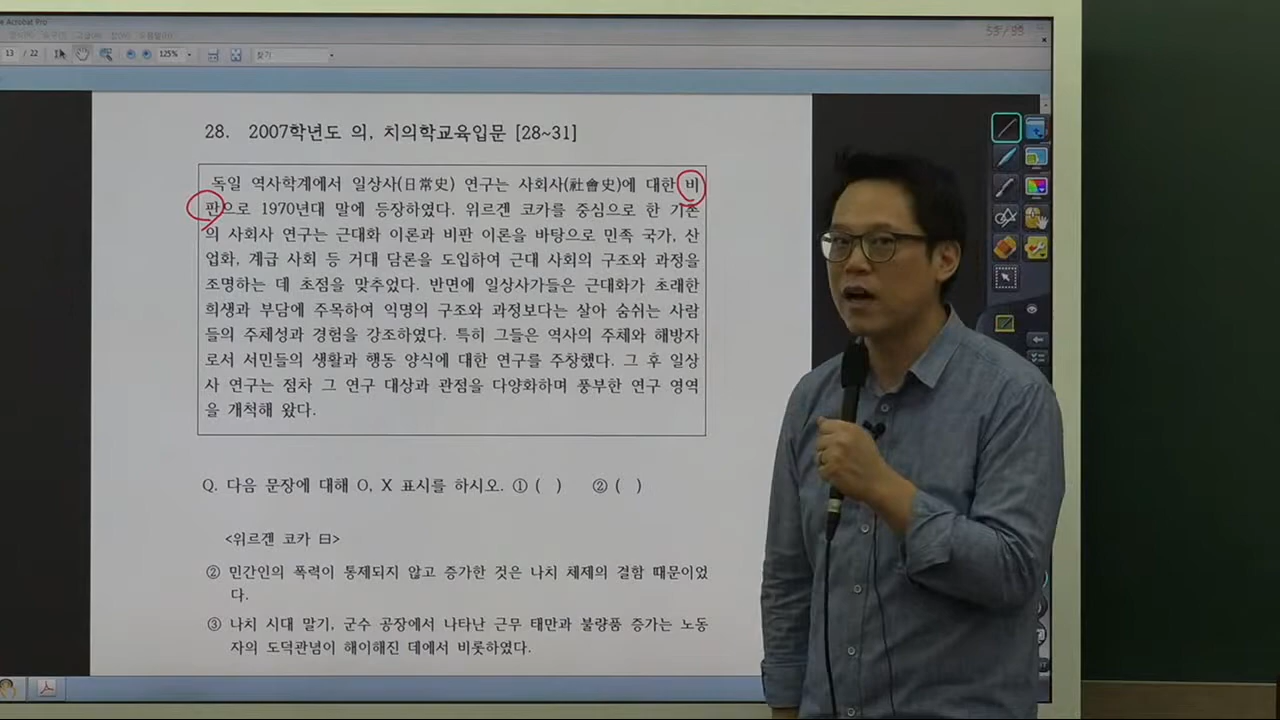 Acrobat Pro
13 / 22
125%
찾기
28. 2007학년도 의, 치의학교육입문 [28~31]
독일 역사학계에서 일상사(日常史) 연구는 사회사(社會史)에 대한 비
판으로 1970년대 말에 등장하였다. 위르겐 코카를 중심으로 한 기존
의 사회사 연구는 근대화 이론과 비판 이론을 바탕으로 민족 국가, 산
업화, 계급 사회 등 거대 담론을 도입하여 근대 사회의 구조와 과정을
조명하는 데 초점을 맞추었다. 반면에 일상사가들은 근대화가 초래한
희생과 부담에 주목하여 익명의 구조와 과정보다는 살아 숨쉬는 사람
들의 주체성과 경험을 강조하였다. 특히 그들은 역사의 주체와 해방자
로서 서민들의 생활과 행동 양식에 대한 연구를 주창했다. 그 후 일상
사 연구는 점차 그 연구 대상과 관점을 다양화하며 풍부한 연구 영역
을 개척해 왔다.
Q. 다음 문장에 대해 O, X 표시를 하시오. ① ( ) ② ( )
<위르겐 코카 曰>
② 민간인의 폭력이 통제되지 않고 증가한 것은 나치 체제의 결함 때문이었
다.
③ 나치 시대 말기, 군수 공장에서 나타난 근무 태만과 불량품 증가는 노동
자의 도덕관념이 해이해진 데에서 비롯하였다.